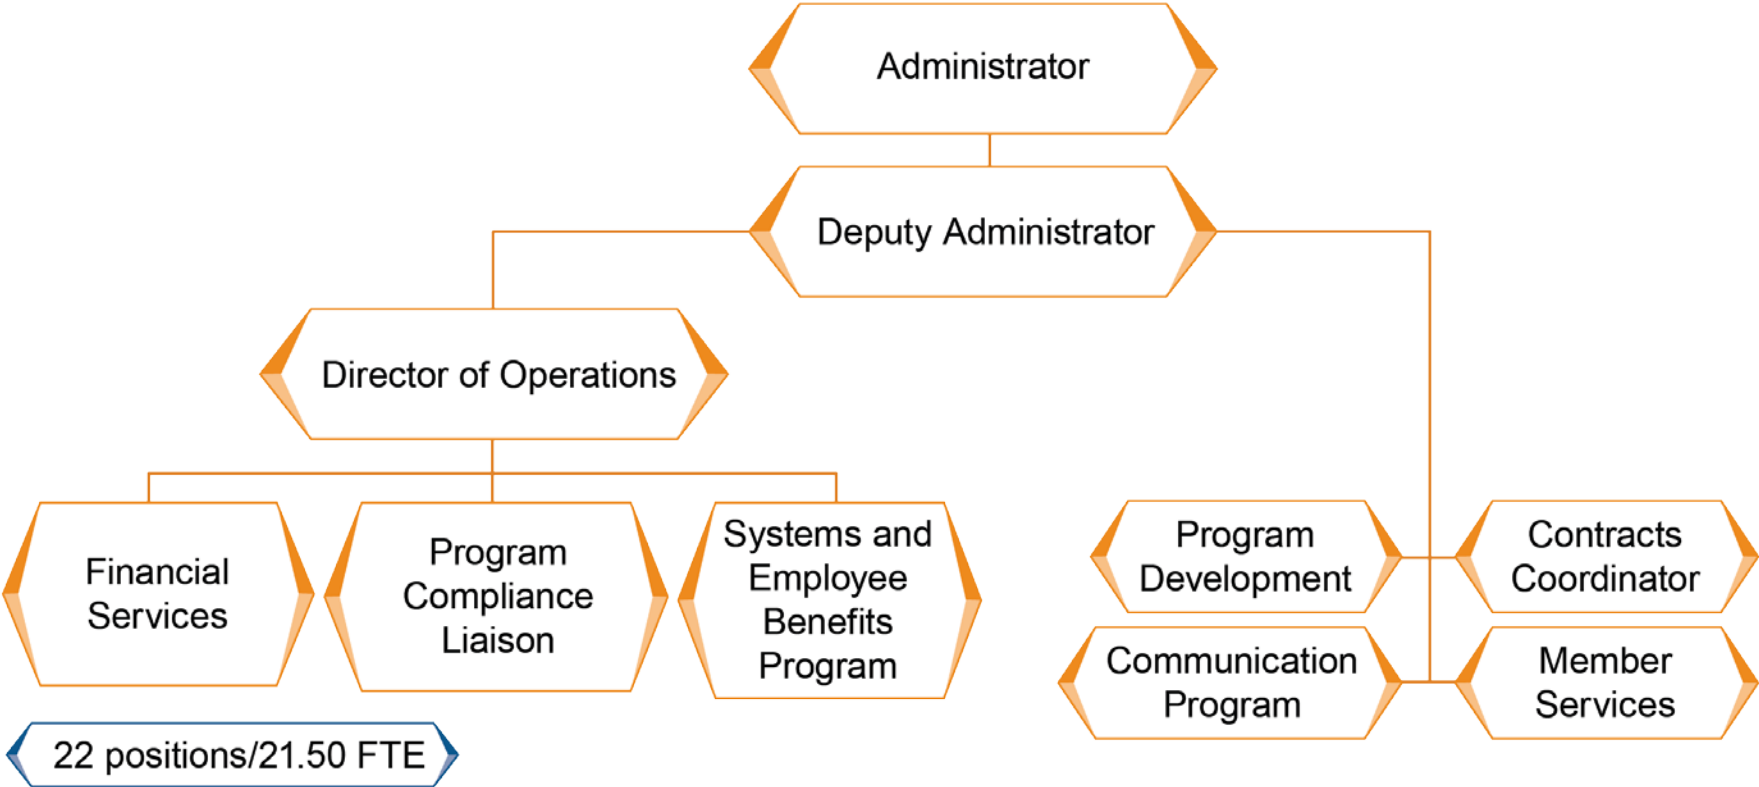 Administrator
Deputy Administrator
Director of Operations
Financial
Services
Program
Compliance
Liaison
Systems and
Employee
Benefits
Program
Program
Development
Contracts
Coordinator
Communication
Program
Member
Services
22 positions/21.50 FTE